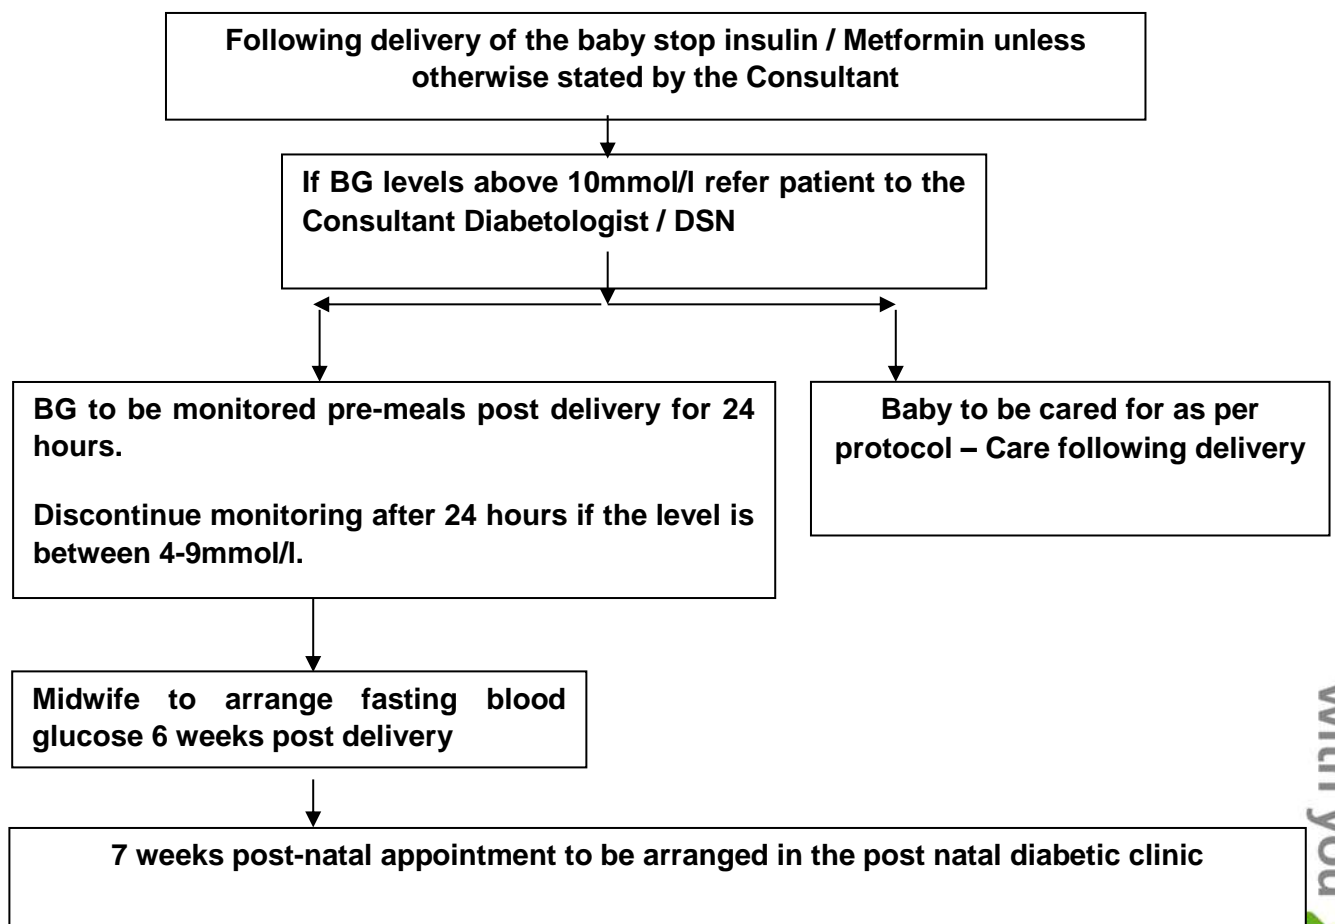 Following delivery of the baby stop insulin / Metformin unless
otherwise stated by the Consultant
If BG levels above 10mmol/l refer patient to the
Consultant Diabetologist / DSN
BG to be monitored pre-meals post delivery for 24
hours.
Discontinue monitoring after 24 hours if the level is
between 4-9mmol/l.
Baby to be cared for as per
protocol – Care following delivery
Midwife to arrange fasting blood
glucose 6 weeks post delivery
7 weeks post-natal appointment to be arranged in the post natal diabetic clinic
with you